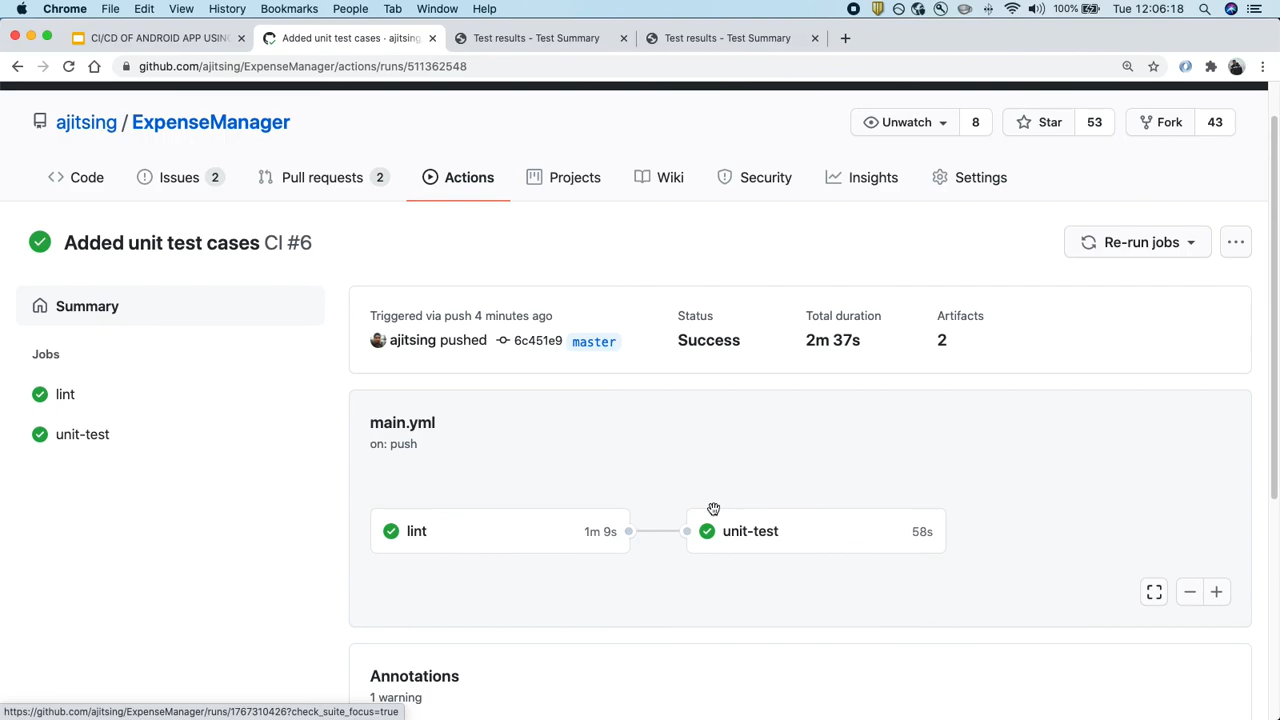 Chrome File Edit View History Bookmarks People Tab Window Help 100% Tue 12:06:18
CI/CD OF ANDROID APP USIN × Added unit test cases · ajitsing × Test results - Test Summary × Test results - Test Summary × +
github.com/ajitsing/ExpenseManager/actions/runs/511362548
ajitsing / ExpenseManager Unwatch 8 Star 53 Fork 43
Code Issues 2 Pull requests 2 Actions Projects Wiki Security Insights Settings
Added unit test cases CI #6 Re-run jobs ...
Summary
Jobs
lint
unit-test
Triggered via push 4 minutes ago Status Total duration Artifacts
ajitsing pushed 6c451e9 master Success 2m 37s 2
main.yml
on: push
lint 1m 9s unit-test 58s
Annotations
1 warning
https://github.com/ajitsing/ExpenseManager/runs/1767310426?check_suite_focus=true